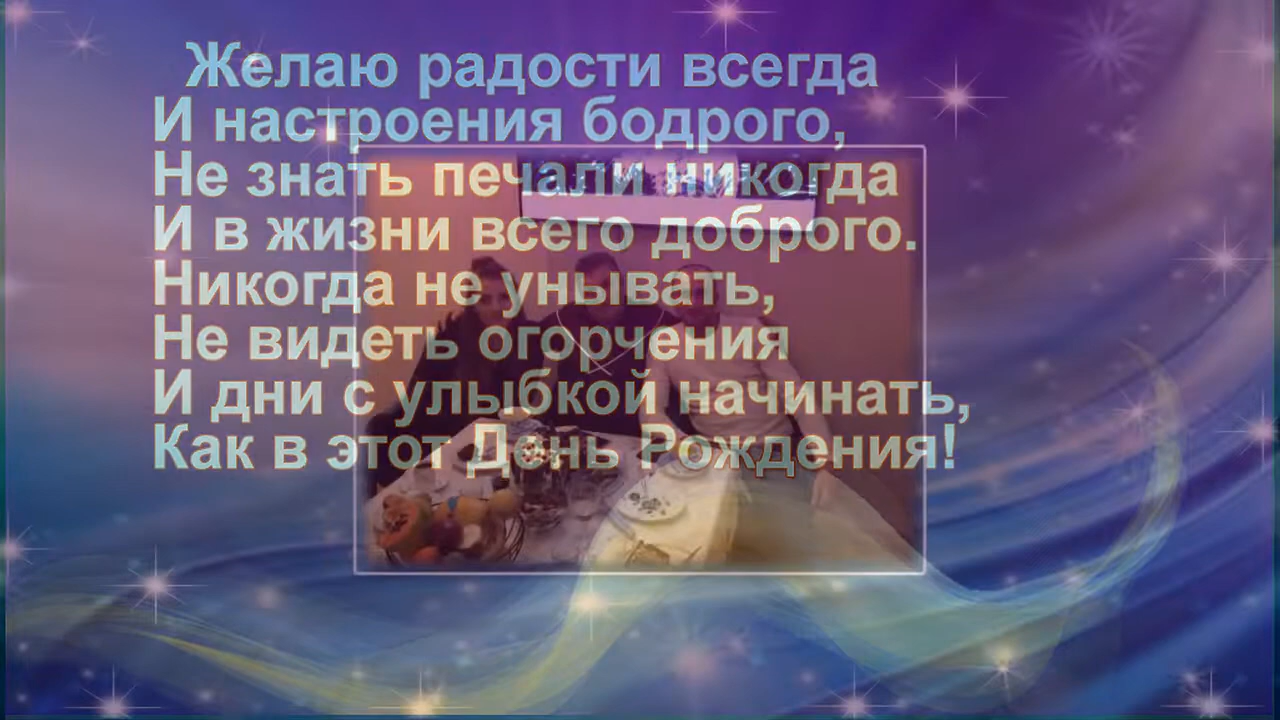 Желаю радости всегда
И настроения бодрого,
Не знать печали никогда
И в жизни всего доброго.
Никогда не унывать,
Не видеть огорчения
И дни с улыбкой начинать,
Как в этот День Рождения!